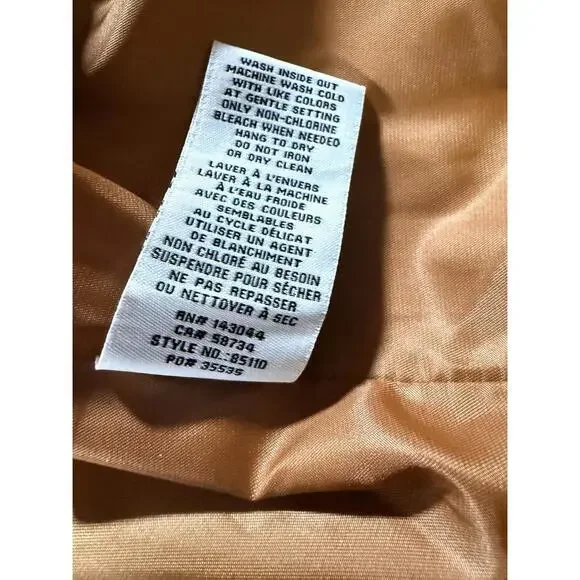 WASH INSIDE OUT
MACHINE WASH COLD
WITH LIKE COLORS
AT GENTLE SETTING
ONLY NON-CHLORINE
BLEACH WHEN NEEDED
HANG TO DRY
DO NOT IRON
OR DRY CLEAN
LAVER À L'ENVERS
LAVER À LA MACHINE
À L'EAU FROIDE
AVEC DES COULEURS
SEMBLABLES
AU CYCLE DÉLICAT
UTILISER UN AGENT
DE BLANCHIMENT
NON CHLORÉ AU BESOIN
SUSPENDRE POUR SÉCHER
NE PAS REPASSER
OU NETTOYER À SEC
RN# 143044
CA# 58734
STYLE NO.:85110
PO# 35535